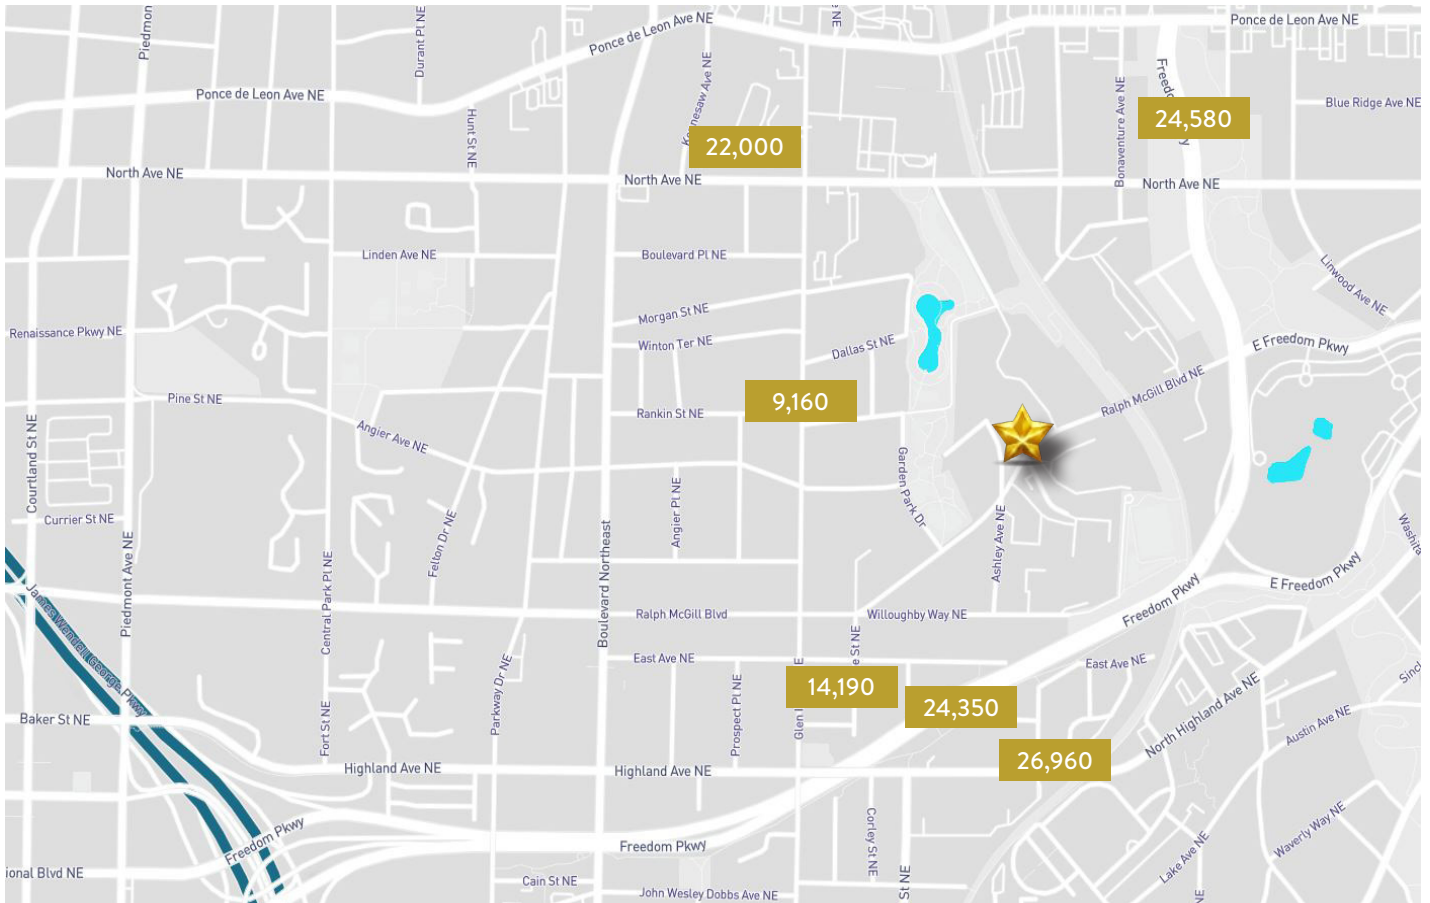 Piedmon
Durant Pl NE
Ponce de Leon Ave NE
NE
Ponce de Leon Ave NE
Ponce de Leon Ave NE
Hunt St NE
Kennesaw Ave NE
Freedo
y
Bonaventure Ave NE
24,580
Blue Ridge Ave NE
22,000
North Ave NE
North Ave NE
North Ave NE
Linden Ave NE
Boulevard Pl NE
Linwood Ave NE
Renaissance Pkwy NE
Morgan St NE
Winton Ter NE
Dallas St NE
E Freedom Pkwy
Pine St NE
Angier Ave NE
Rankin St NE
9,160
Ralph McGill Blvd NE
Courtland St NE
Currier St NE
Piedmont Ave NE
Central Park Pl NE
Felton Dr NE
Boulevard Northeast
Angier Pl NE
Garden Park Dr
Ashley Ave NE
Washita
E Freedom Pkwy
Freedom Pkwy
James Wendell George Pkwy
Ralph McGill Blvd
Willoughby Way NE
East Ave NE
e St NE
East Ave NE
Parkway Dr NE
Prospect Pl NE
Glen I
E
14,190
24,350
26,960
North Highland Ave NE
Austin Ave NE
Sincl
Baker St NE
Fort St NE
Highland Ave NE
Highland Ave NE
Freedom Pkwy
Freedom Pkwy
Corley St NE
Lake Ave NE
Waverly Way NE
ional Blvd NE
Cain St NE
John Wesley Dobbs Ave NE
St NE
NE